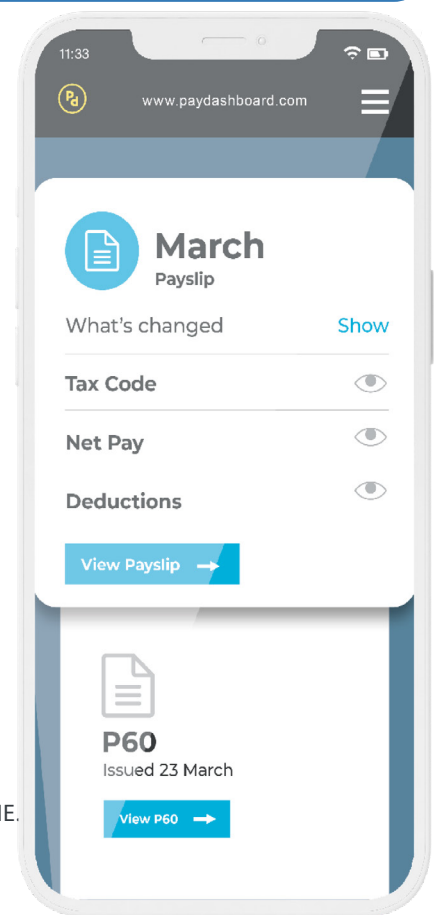 11:33
Pd
www.paydashboard.com
March
Payslip
What's changed
Show
Tax Code
Net Pay
Deductions
View Payslip
P60
Issued 23 March
View P60